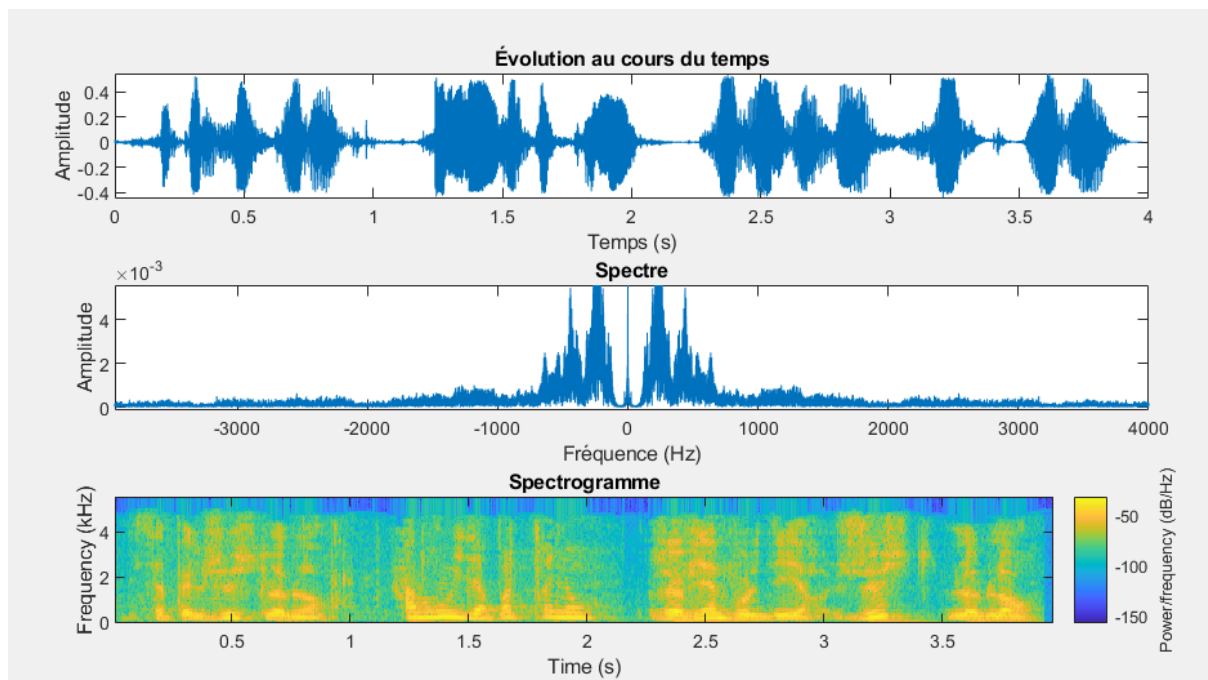 Évolution au cours du temps
Amplitude
0.4
0.2
0
-0.2
-0.4
0 0.5 1 1.5 2 2.5 3 3.5 4
Temps (s)
×10-3
Spectre
Amplitude
4
2
0
-3000 -2000 -1000 0 1000 2000 3000 4000
Fréquence (Hz)
Spectrogramme
Frequency (kHz)
4
2
0
0.5 1 1.5 2 2.5 3 3.5
Time (s)
-50
-100
-150
Power/frequency (dB/Hz)